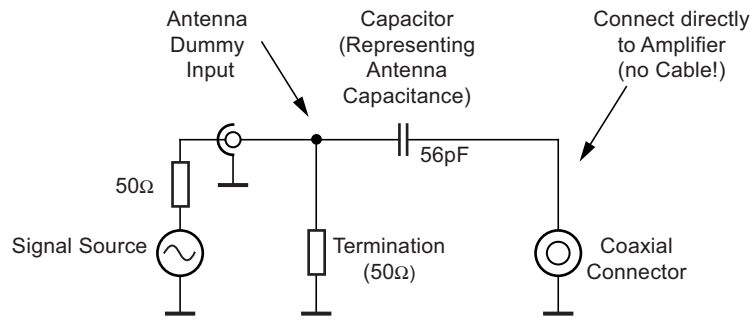 Antenna
Dummy
Input
Capacitor
(Representing
Antenna
Capacitance)
Connect directly
to Amplifier
(no Cable!)
56pF
50Ω
Signal Source
Termination
(50Ω)
Coaxial
Connector